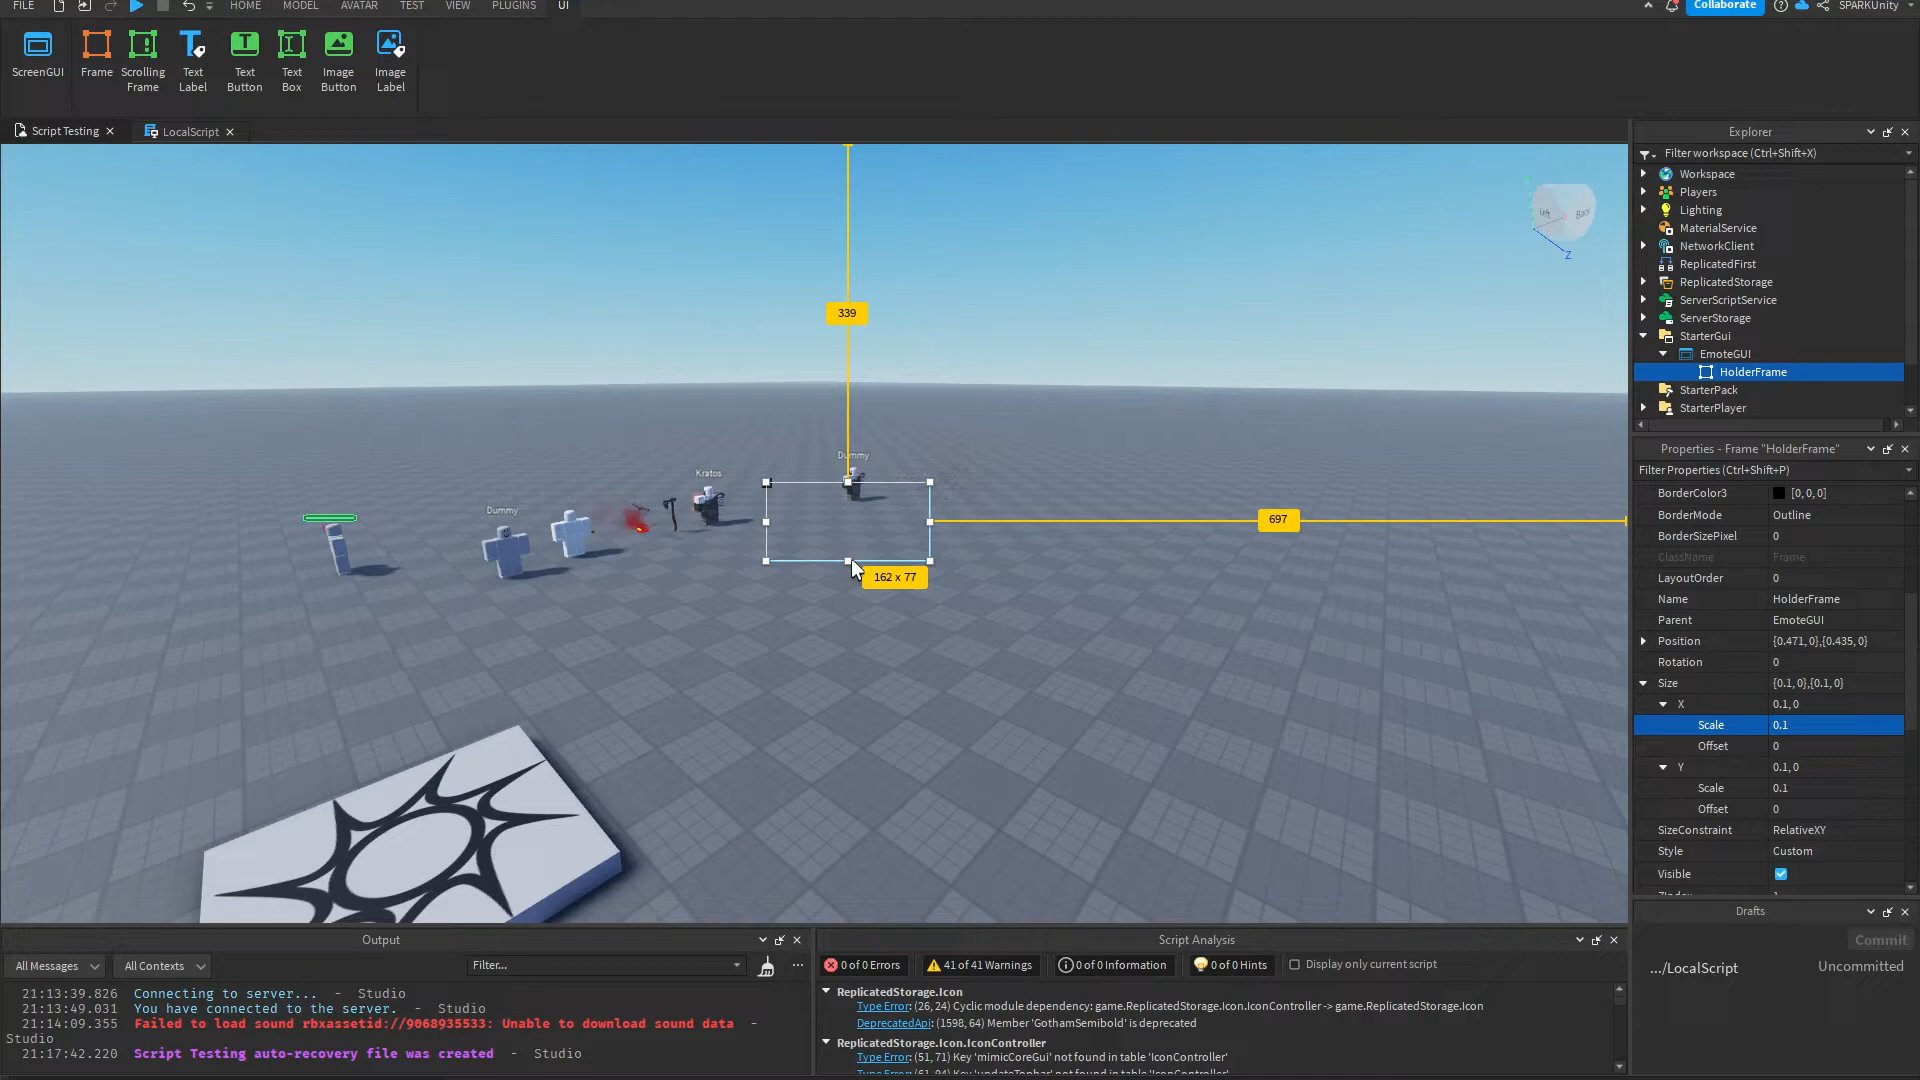 FILE HOME MODEL AVATAR TEST VIEW PLUGINS UI Collaborate SPARKUnity
ScreenGUI
Frame
Scrolling
Frame
Text
Label
Text
Button
Text
Box
Image
Button
Image
Label
Script Testing LocalScript
339
Dummy
Kratos
Dummy
697
162 x 77
Back
Z
Explorer
Filter workspace (Ctrl+Shift+X)
Workspace
Players
Lighting
MaterialService
NetworkClient
ReplicatedFirst
ReplicatedStorage
ServerScriptService
ServerStorage
StarterGui
EmoteGUI
HolderFrame
StarterPack
StarterPlayer
Properties - Frame "HolderFrame"
Filter Properties (Ctrl+Shift+P)
BorderColor3 [0, 0, 0]
BorderMode Outline
BorderSizePixel 0
ClassName Frame
LayoutOrder 0
Name HolderFrame
Parent EmoteGUI
Position {0.471, 0},{0.435, 0}
Rotation 0
Size {0.1, 0},{0.1, 0}
X 0.1, 0
Scale 0.1
Offset 0
Y 0.1, 0
Scale 0.1
Offset 0
SizeConstraint RelativeXY
Style Custom
Visible
Drafts
Commit
.../LocalScript Uncommitted
Output
All Messages All Contexts Filter... ...
21:13:39.826 Connecting to server... - Studio
21:13:49.031 You have connected to the server. - Studio
21:14:09.355 Failed to load sound rbxassetid://9068935533: Unable to download sound data -
Studio
21:17:42.220 Script Testing auto-recovery file was created - Studio
Script Analysis
0 of 0 Errors 41 of 41 Warnings 0 of 0 Information 0 of 0 Hints Display only current script
ReplicatedStorage.Icon
Type Error: (26, 24) Cyclic module dependency: game.ReplicatedStorage.Icon.IconController -> game.ReplicatedStorage.Icon
DeprecatedApi: (1598, 64) Member 'GothamSemibold' is deprecated
ReplicatedStorage.Icon.IconController
Type Error: (51, 71) Key 'mimicCoreGui' not found in table 'IconController'
Type Error: (61, 94) Key 'updateTopbar' not found in table 'IconController'